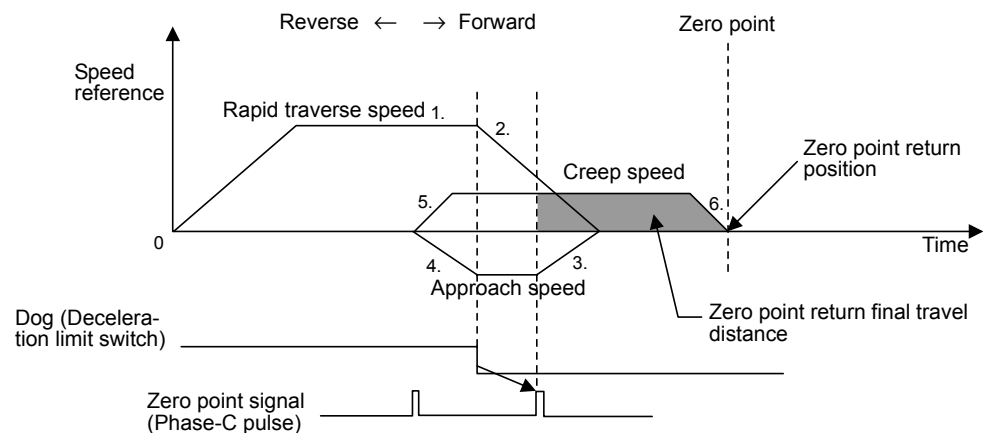 Reverse ← → Forward
Zero point
Speed
reference
Rapid traverse speed 1.
2.
Zero point return
position
Creep speed
5.
6.
0
Time
4.
3.
Approach speed
Zero point return final travel
distance
Dog (Decelera-
tion limit switch)
Zero point signal
(Phase-C pulse)